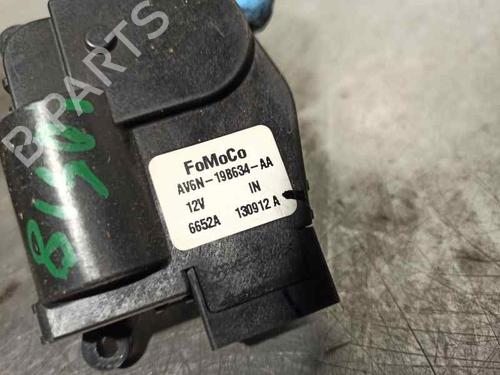 B-PARTS
FoMoCo
AV6N-19B634-AA
12V IN
6652A 130912 A